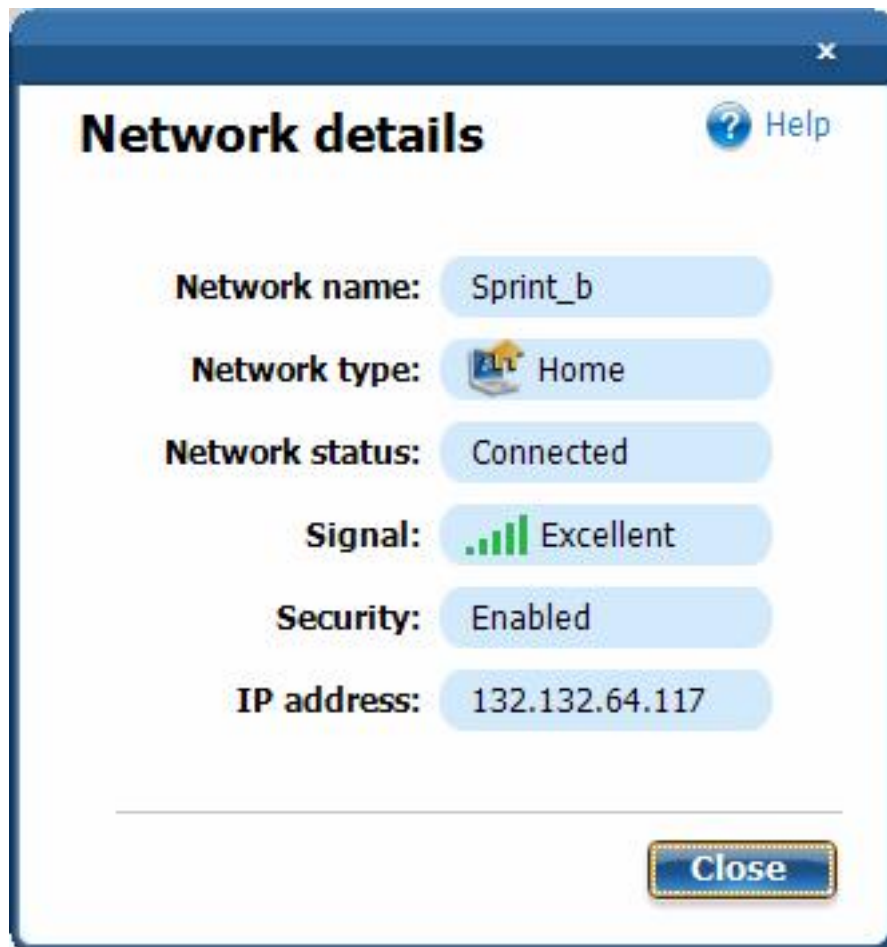 x
Network details
Help
Network name: Sprint_b
Network type: Home
Network status: Connected
Signal: Excellent
Security: Enabled
IP address: 132.132.64.117
Close